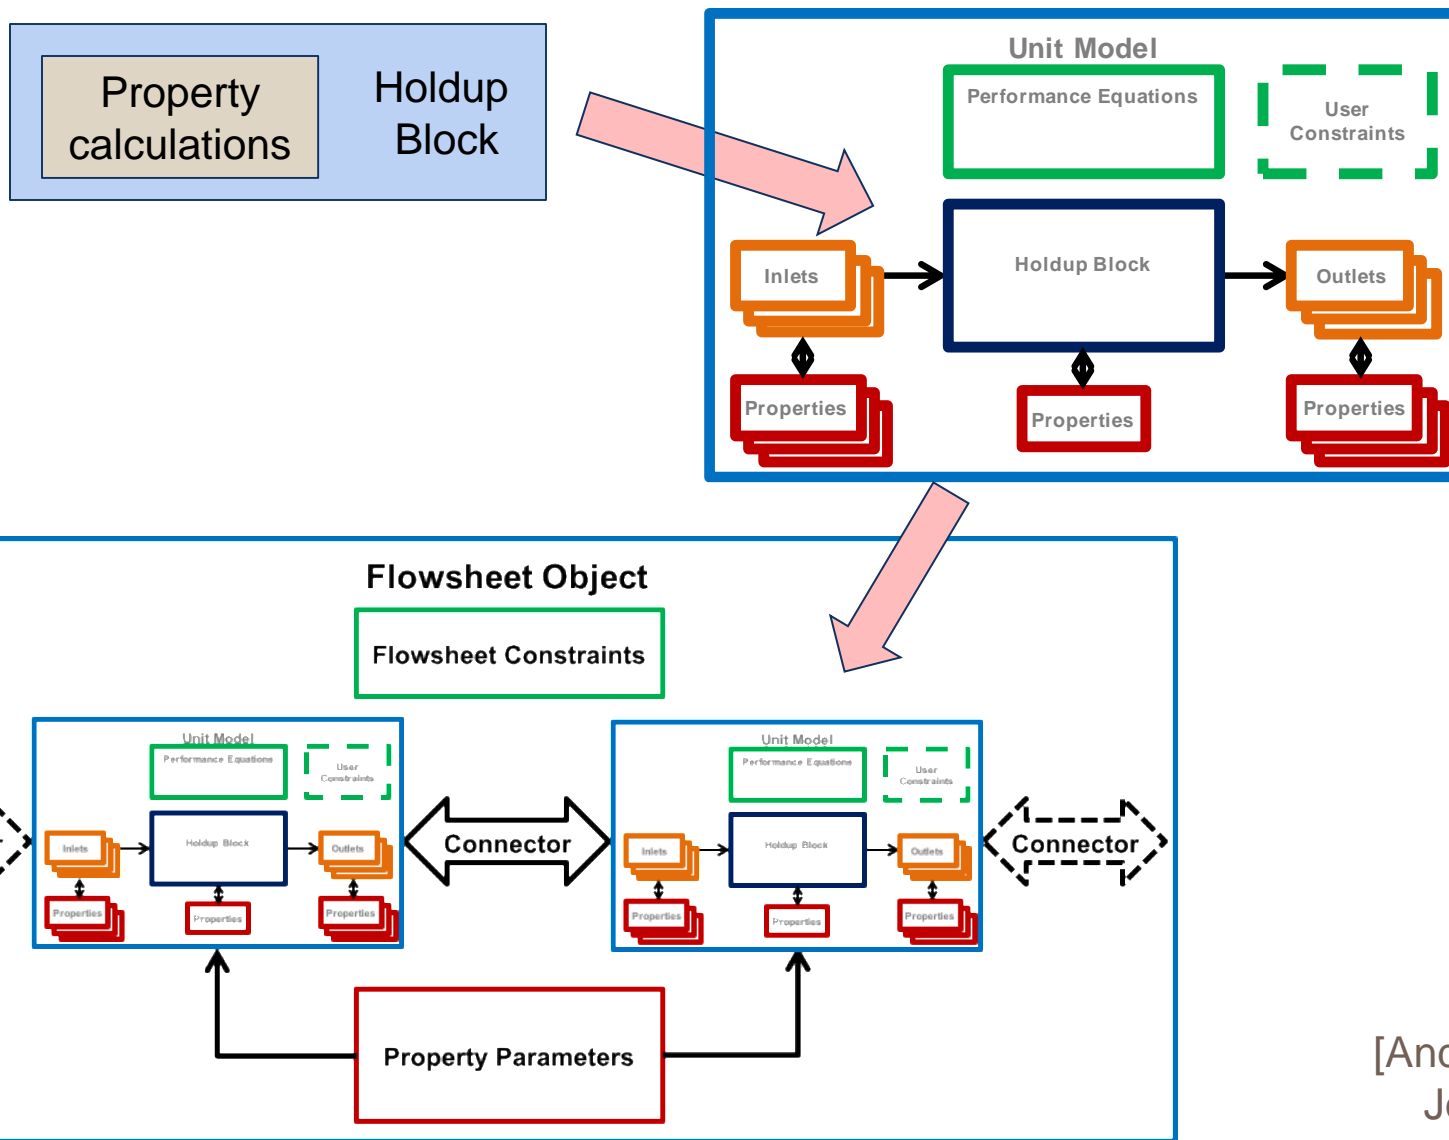 Property
calculations
Holdup
Block
Unit Model
Performance Equations
User
Constraints
Inlets
Holdup Block
Outlets
Properties
Properties
Properties
Flowsheet Object
Flowsheet Constraints
Unit Model
Performance Equations
User
Constraints
Inlets
Holdup Block
Outlets
Properties
Properties
Properties
Connector
Unit Model
Performance Equations
User
Constraints
Inlets
Holdup Block
Outlets
Properties
Properties
Properties
Connector
Property Parameters